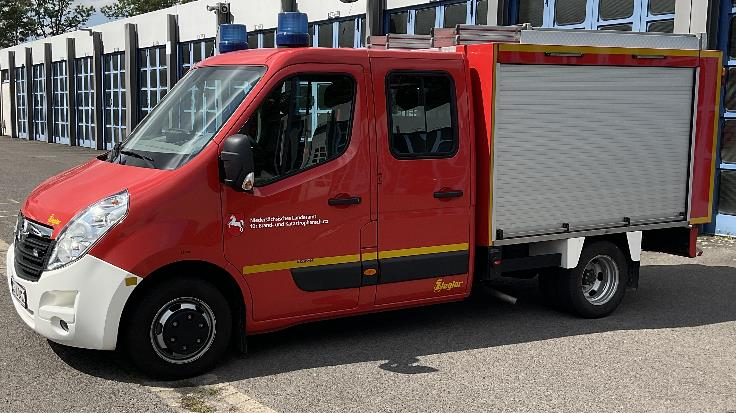 Niedersächsisches Landesamt
für Brand- und Katastrophenschutz
Ziegler